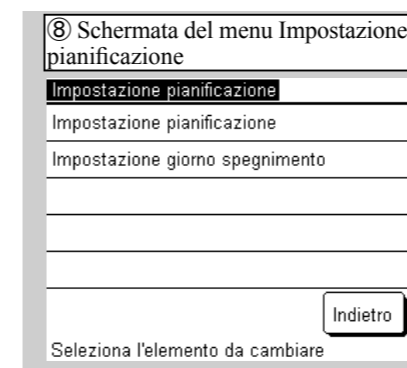 ⑧ Schermata del menu Impostazione
pianificazione
Impostazione pianificazione
Impostazione pianificazione
Impostazione giorno spegnimento
Indietro
Seleziona l'elemento da cambiare